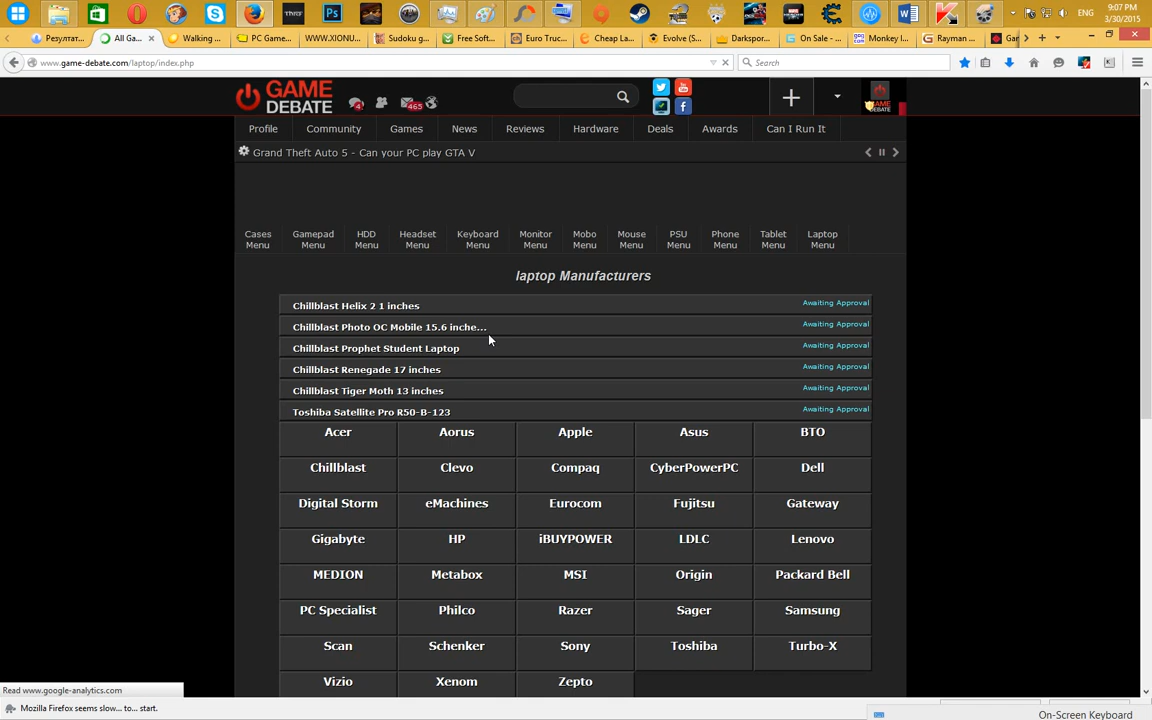 9:07 PM
ENG
3/30/2015
Резултат...
All Ga...
Walking ...
PC Game...
WWW.XIONU...
Sudoku g...
Free Soft...
Euro Truc...
Cheap La...
Evolve (S...
Darkspor...
On Sale - ...
Monkey I...
Rayman ...
Gar
www.game-debate.com/laptop/index.php
Search
GAME
DEBATE
4
465
Profile Community Games News Reviews Hardware Deals Awards Can I Run It
Grand Theft Auto 5 - Can your PC play GTA V
Cases Gamepad HDD Headset Keyboard Monitor Mobo Mouse PSU Phone Tablet Laptop
Menu Menu Menu Menu Menu Menu Menu Menu Menu Menu Menu Menu
laptop Manufacturers
Chillblast Helix 2 1 inches Awaiting Approval
Chillblast Photo OC Mobile 15.6 inche... Awaiting Approval
Chillblast Prophet Student Laptop Awaiting Approval
Chillblast Renegade 17 inches Awaiting Approval
Chillblast Tiger Moth 13 inches Awaiting Approval
Toshiba Satellite Pro R50-B-123 Awaiting Approval
Acer Aorus Apple Asus BTO
Chillblast Clevo Compaq CyberPowerPC Dell
Digital Storm eMachines Eurocom Fujitsu Gateway
Gigabyte HP iBUYPOWER LDLC Lenovo
MEDION Metabox MSI Origin Packard Bell
PC Specialist Philco Razer Sager Samsung
Scan Schenker Sony Toshiba Turbo-X
Vizio Xenom Zepto
Read www.google-analytics.com
Mozilla Firefox seems slow... to... start.
On-Screen Keyboard